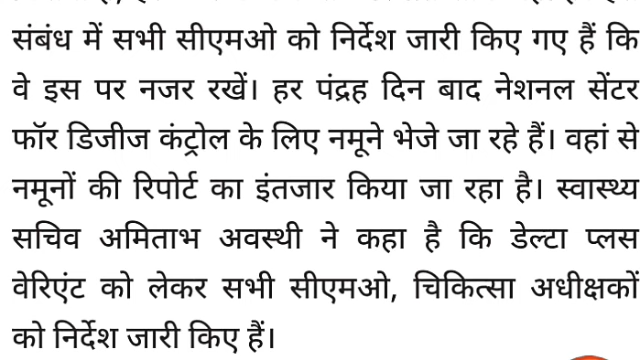 संबंध में सभी सीएमओ को निर्देश जारी किए गए हैं कि
वे इस पर नजर रखें। हर पंद्रह दिन बाद नेशनल सेंटर
फॉर डिजीज कंट्रोल के लिए नमूने भेजे जा रहे हैं। वहां से
नमूनों की रिपोर्ट का इंतजार किया जा रहा है। स्वास्थ्य
सचिव अमिताभ अवस्थी ने कहा है कि डेल्टा प्लस
वेरिएंट को लेकर सभी सीएमओ, चिकित्सा अधीक्षकों
को निर्देश जारी किए हैं।